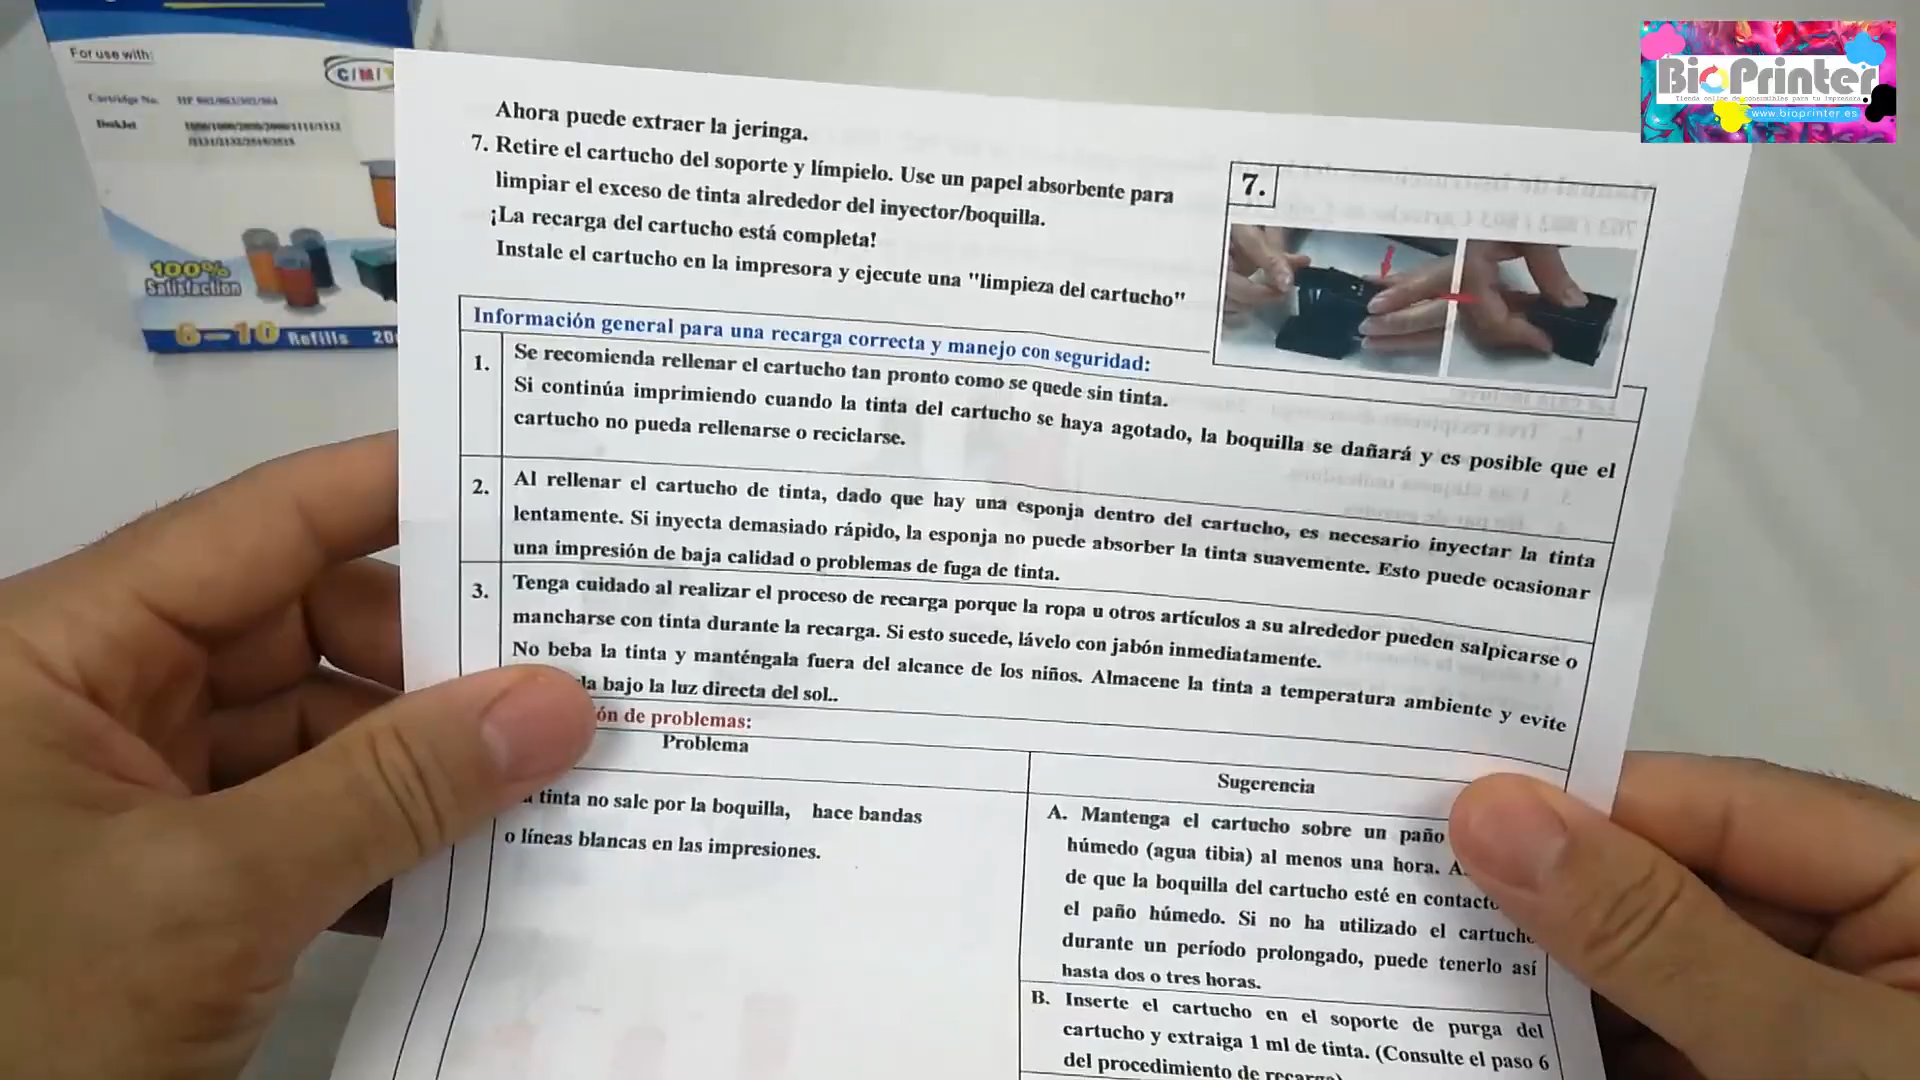 For use with:
C/M/
Cartridge No.
DeskJet
100%
Satisfaction
6-10 Refills 20
BioPrinter
Tienda online de consumibles para tu impresora
www.bioprinter.es
Ahora puede extraer la jeringa.
7. Retire el cartucho del soporte y límpielo. Use un papel absorbente para
limpiar el exceso de tinta alrededor del inyector/boquilla.
¡La recarga del cartucho está completa!
Instale el cartucho en la impresora y ejecute una "limpieza del cartucho"
7.
Información general para una recarga correcta y manejo con seguridad:
1. Se recomienda rellenar el cartucho tan pronto como se quede sin tinta.
Si continúa imprimiendo cuando la tinta del cartucho se haya agotado, la boquilla se dañará y es posible que el
cartucho no pueda rellenarse o reciclarse.
2. Al rellenar el cartucho de tinta, dado que hay una esponja dentro del cartucho, es necesario inyectar la tinta
lentamente. Si inyecta demasiado rápido, la esponja no puede absorber la tinta suavemente. Esto puede ocasionar
una impresión de baja calidad o problemas de fuga de tinta.
3. Tenga cuidado al realizar el proceso de recarga porque la ropa u otros artículos a su alrededor pueden salpicarse o
mancharse con tinta durante la recarga. Si esto sucede, lávelo con jabón inmediatamente.
No beba la tinta y manténgala fuera del alcance de los niños. Almacene la tinta a temperatura ambiente y evite
la bajo la luz directa del sol..
ón de problemas:
Problema
Sugerencia
tinta no sale por la boquilla, hace bandas
o líneas blancas en las impresiones.
A. Mantenga el cartucho sobre un paño
húmedo (agua tibia) al menos una hora. A
de que la boquilla del cartucho esté en contacto
el paño húmedo. Si no ha utilizado el cartucho
durante un período prolongado, puede tenerlo así
hasta dos o tres horas.
B. Inserte el cartucho en el soporte de purga del
cartucho y extraiga 1 ml de tinta. (Consulte el paso 6
del procedimiento de recarga)